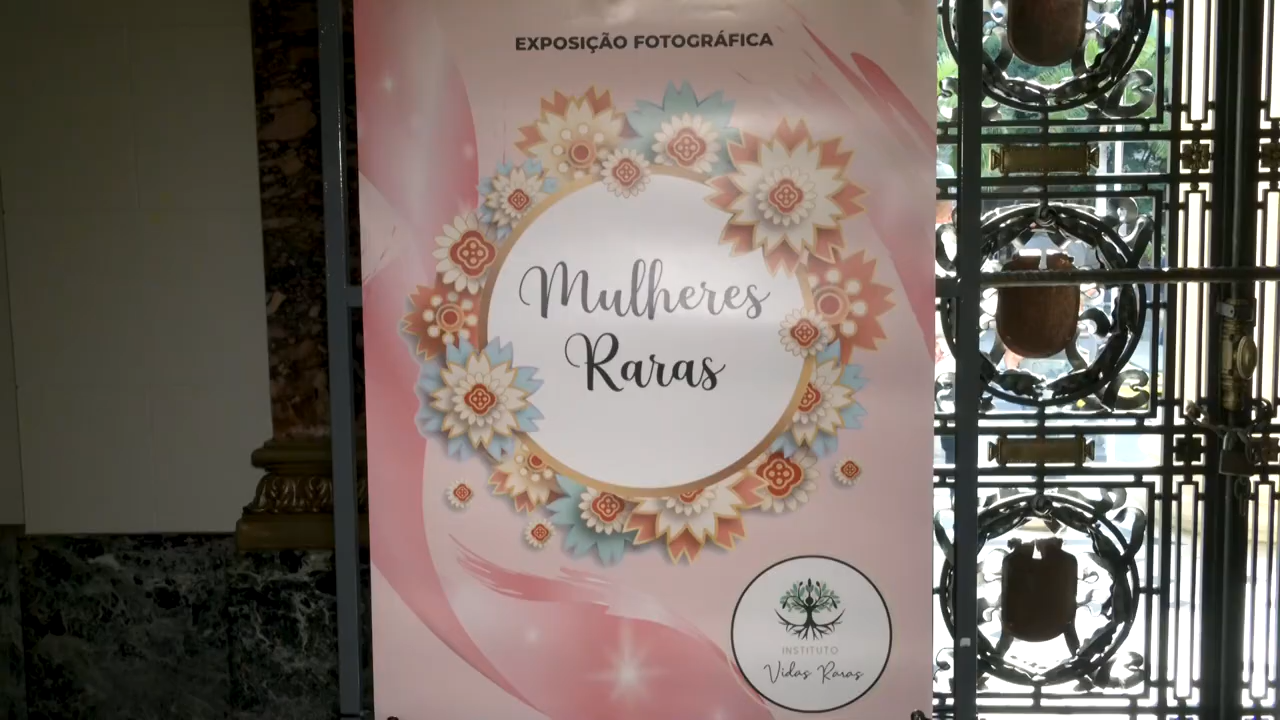 EXPOSIÇÃO FOTOGRÁFICA
Mulheres
Raras
INSTITUTO
Vidas Raras